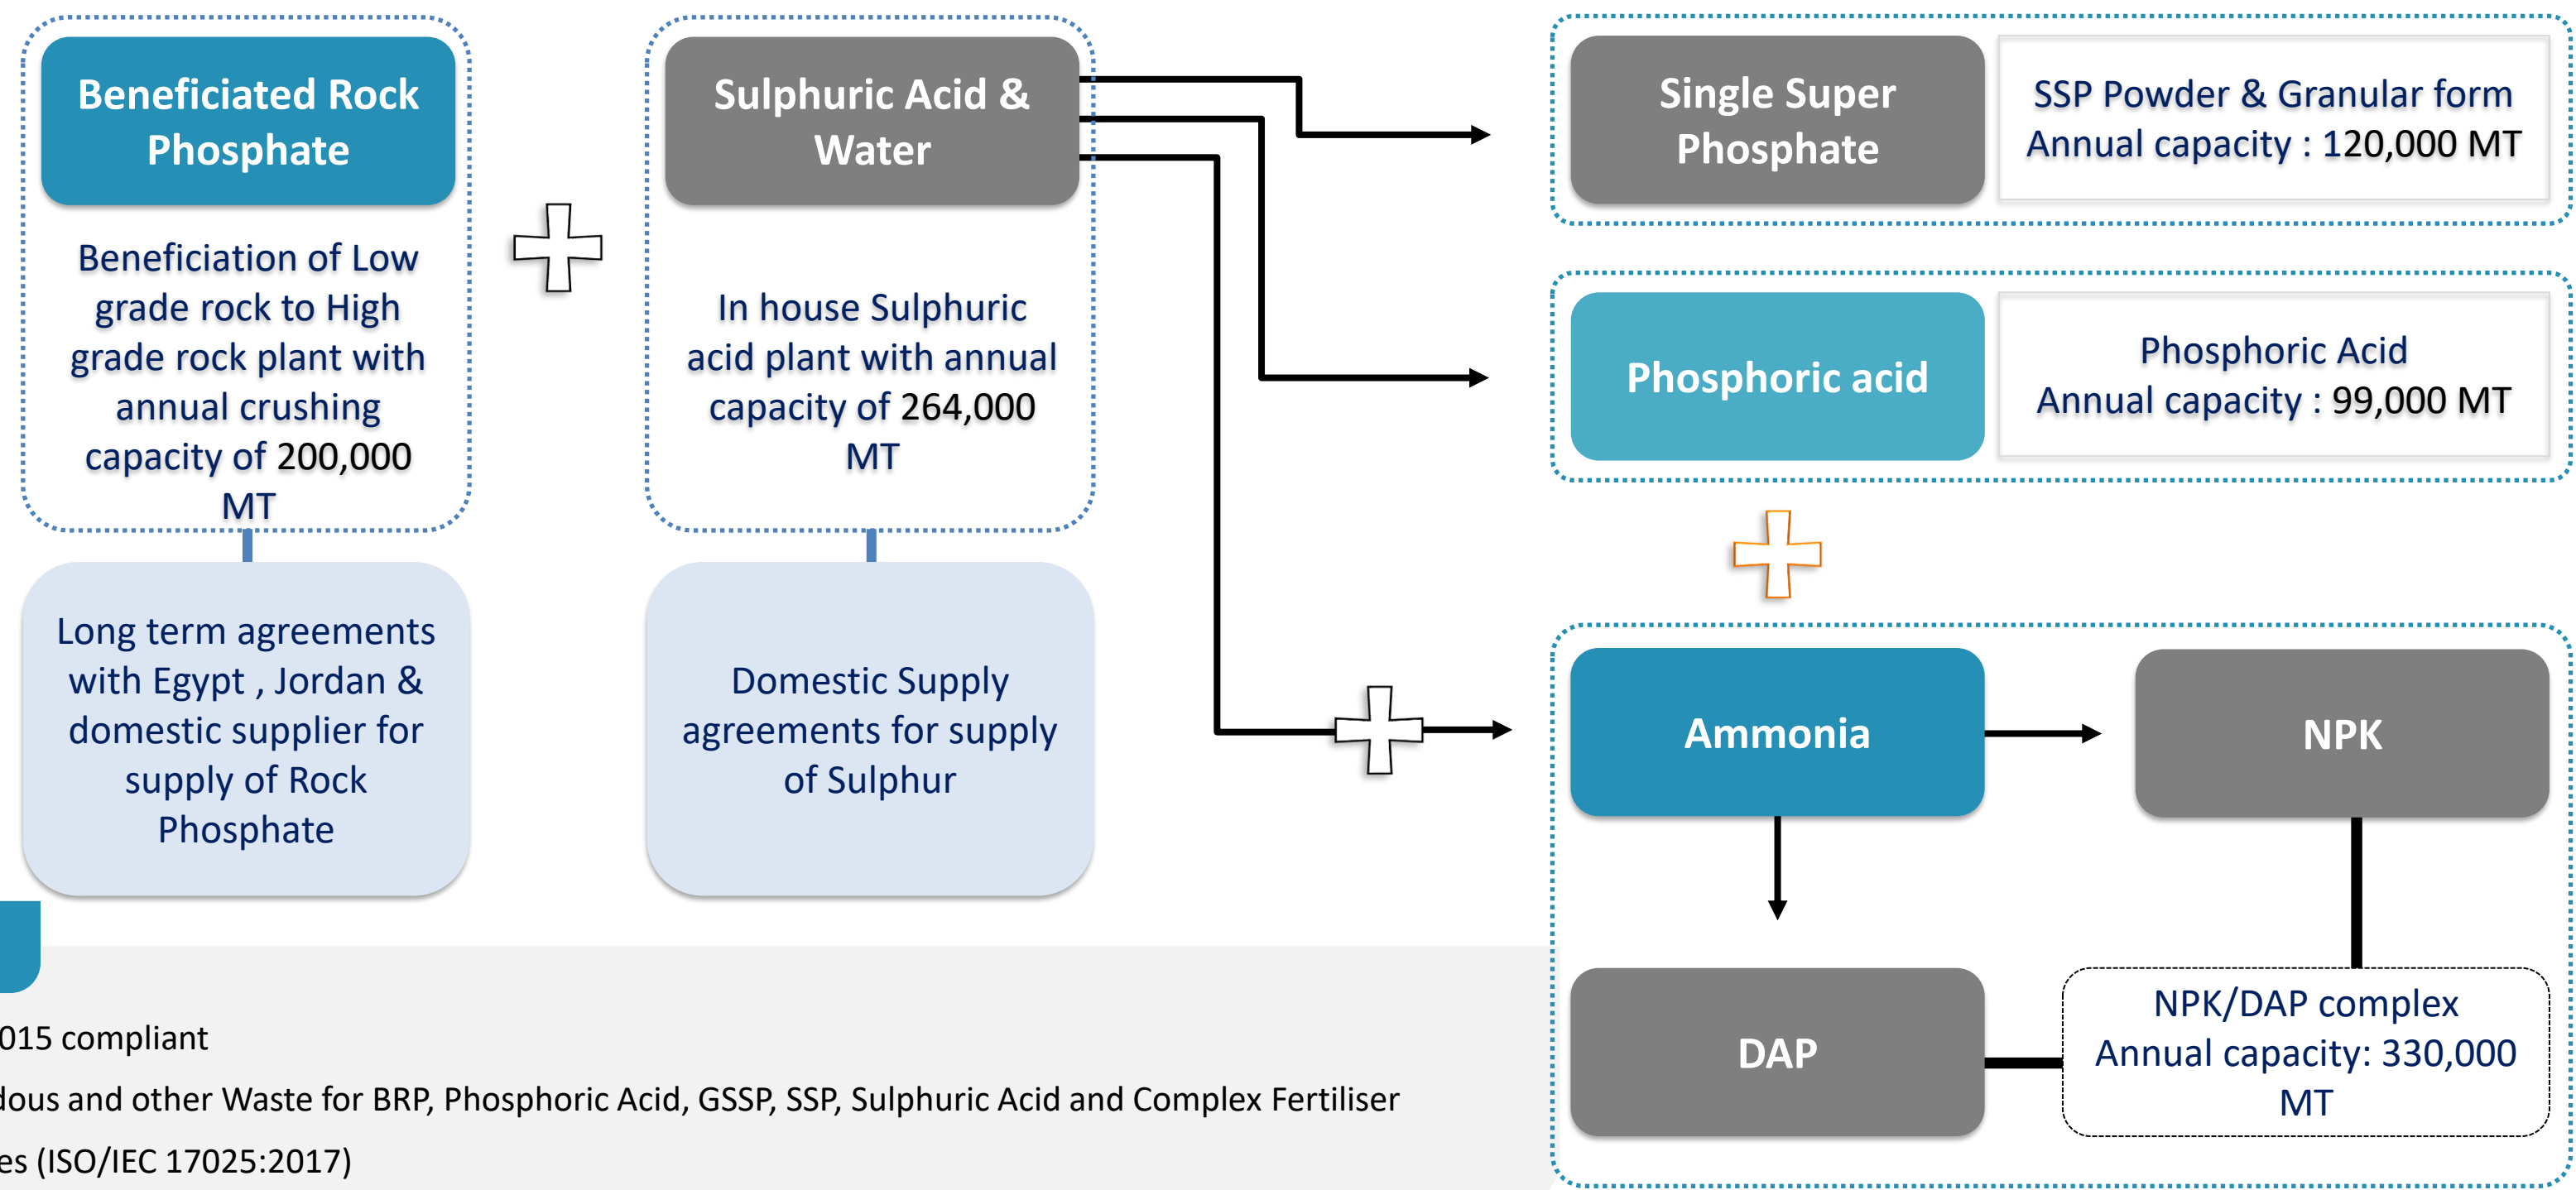 Beneficiated Rock
Phosphate
Beneficiation of Low
grade rock to High
grade rock plant with
annual crushing
capacity of 200,000
MT
Long term agreements
with Egypt , Jordan &
domestic supplier for
supply of Rock
Phosphate
Sulphuric Acid &
Water
In house Sulphuric
acid plant with annual
capacity of 264,000
MT
Domestic Supply
agreements for supply
of Sulphur
Single Super
Phosphate
SSP Powder & Granular form
Annual capacity : 120,000 MT
Phosphoric acid
Phosphoric Acid
Annual capacity : 99,000 MT
Ammonia
NPK
DAP
NPK/DAP complex
Annual capacity: 330,000
MT
015 compliant
dous and other Waste for BRP, Phosphoric Acid, GSSP, SSP, Sulphuric Acid and Complex Fertiliser
es (ISO/IEC 17025:2017)